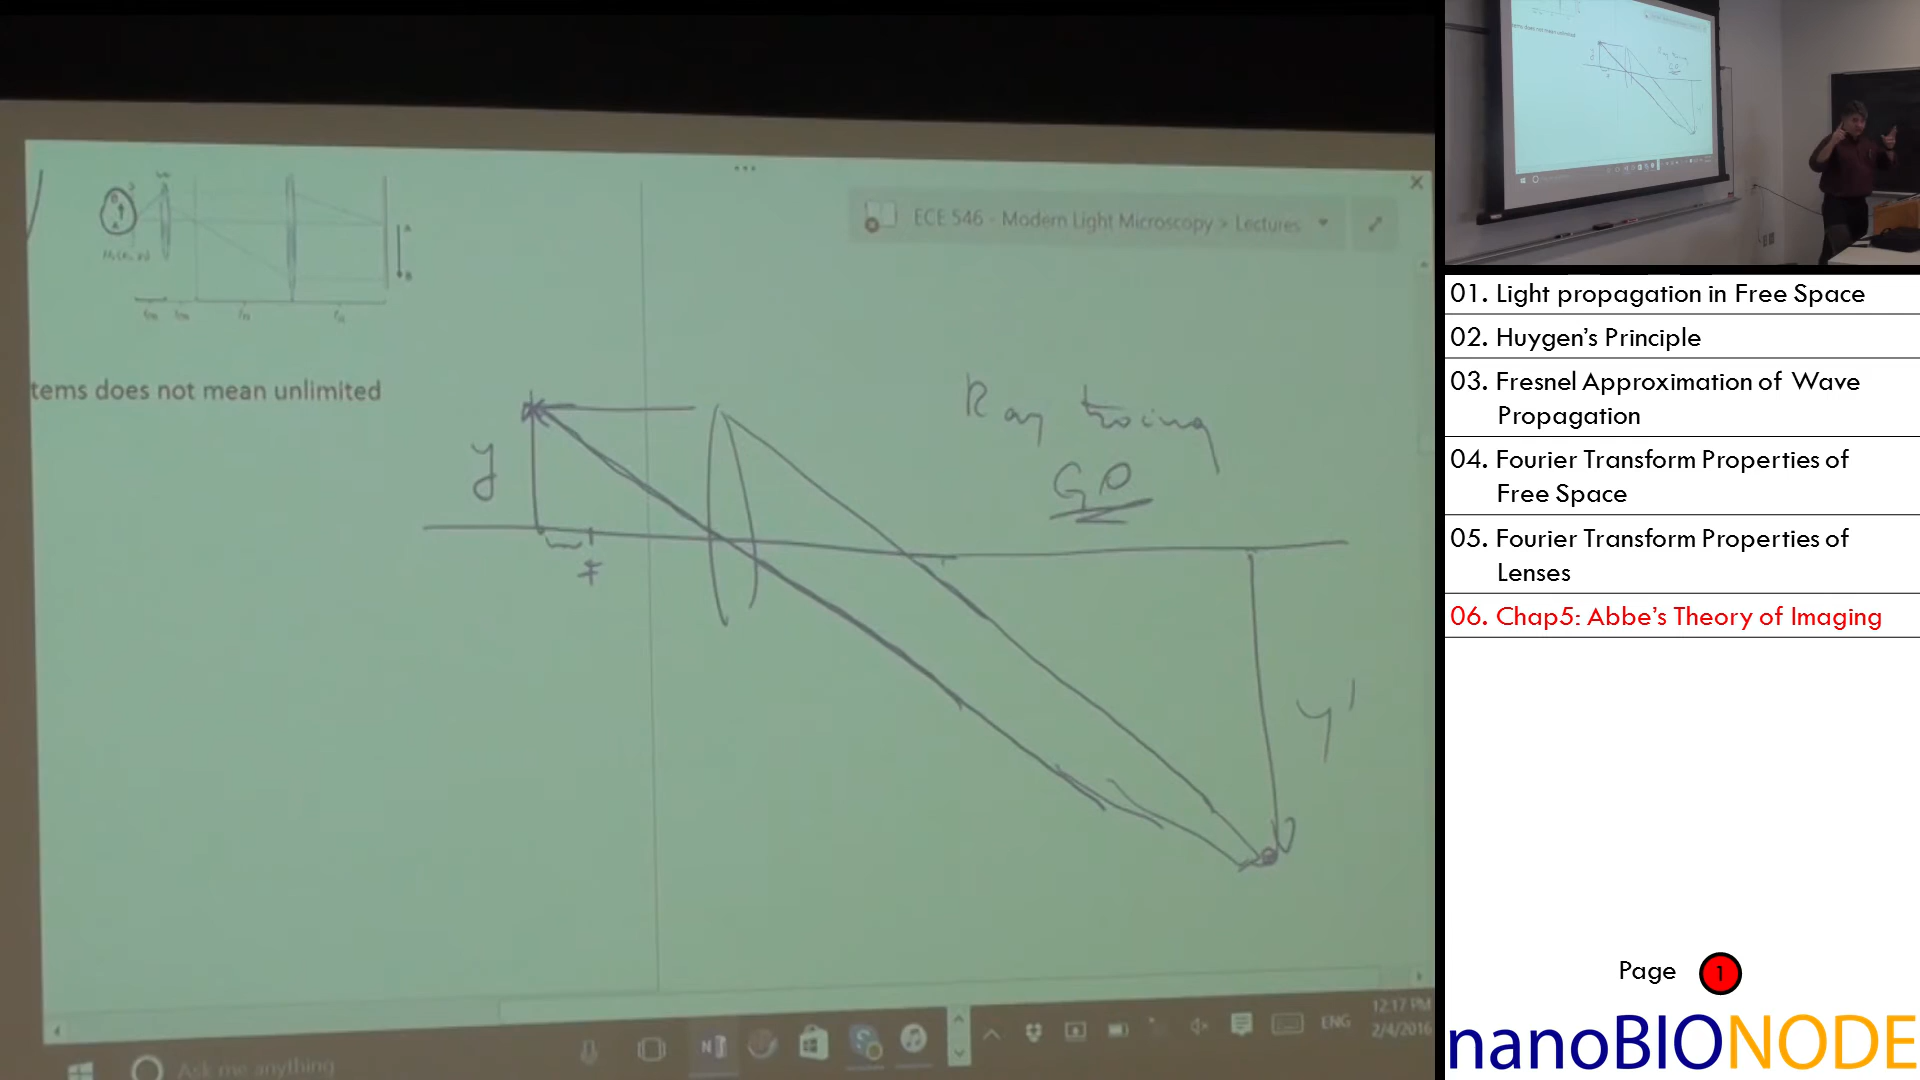 ECE 546 - Modern Light Microscopy > Lectures
tems does not mean unlimited
Ray tracing
GO
y
F
y'
12:17 PM
2/4/2016
ENG
Ask me anything
01. Light propagation in Free Space
02. Huygen's Principle
03. Fresnel Approximation of Wave
Propagation
04. Fourier Transform Properties of
Free Space
05. Fourier Transform Properties of
Lenses
06. Chap5: Abbe's Theory of Imaging
Page 1
nanoBIONODE